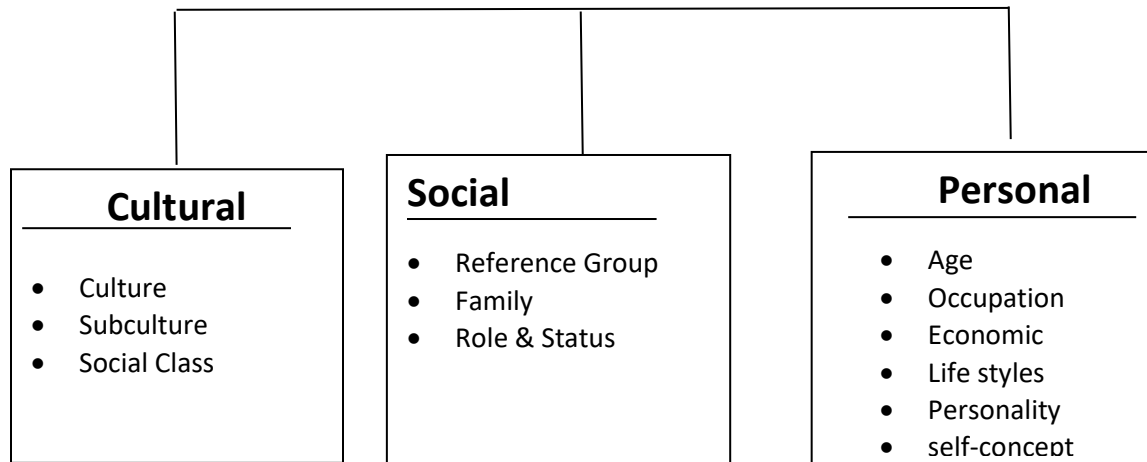 Cultural
• Culture
• Subculture
• Social Class
Social
• Reference Group
• Family
• Role & Status
Personal
• Age
• Occupation
• Economic
• Life styles
• Personality
• self-concept